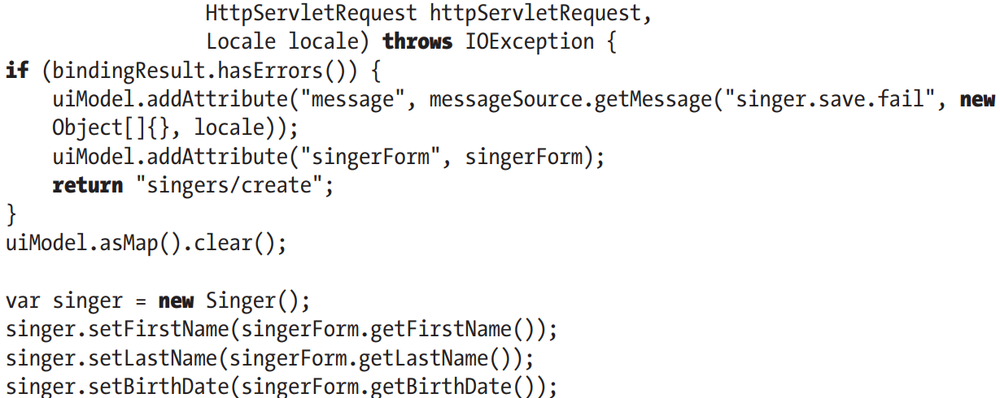 HttpServletRequest httpServletRequest,
Locale locale) throws IOException {
if (bindingResult.hasErrors()) {
uiModel.addAttribute("message", messageSource.getMessage("singer.save.fail", new
Object[]{}, locale));
uiModel.addAttribute("singerForm", singerForm);
return "singers/create";
}
uiModel.asMap().clear();
var singer = new Singer();
singer.setFirstName(singerForm.getFirstName());
singer.setLastName(singerForm.getLastName());
singer.setBirthDate(singerForm.getBirthDate());